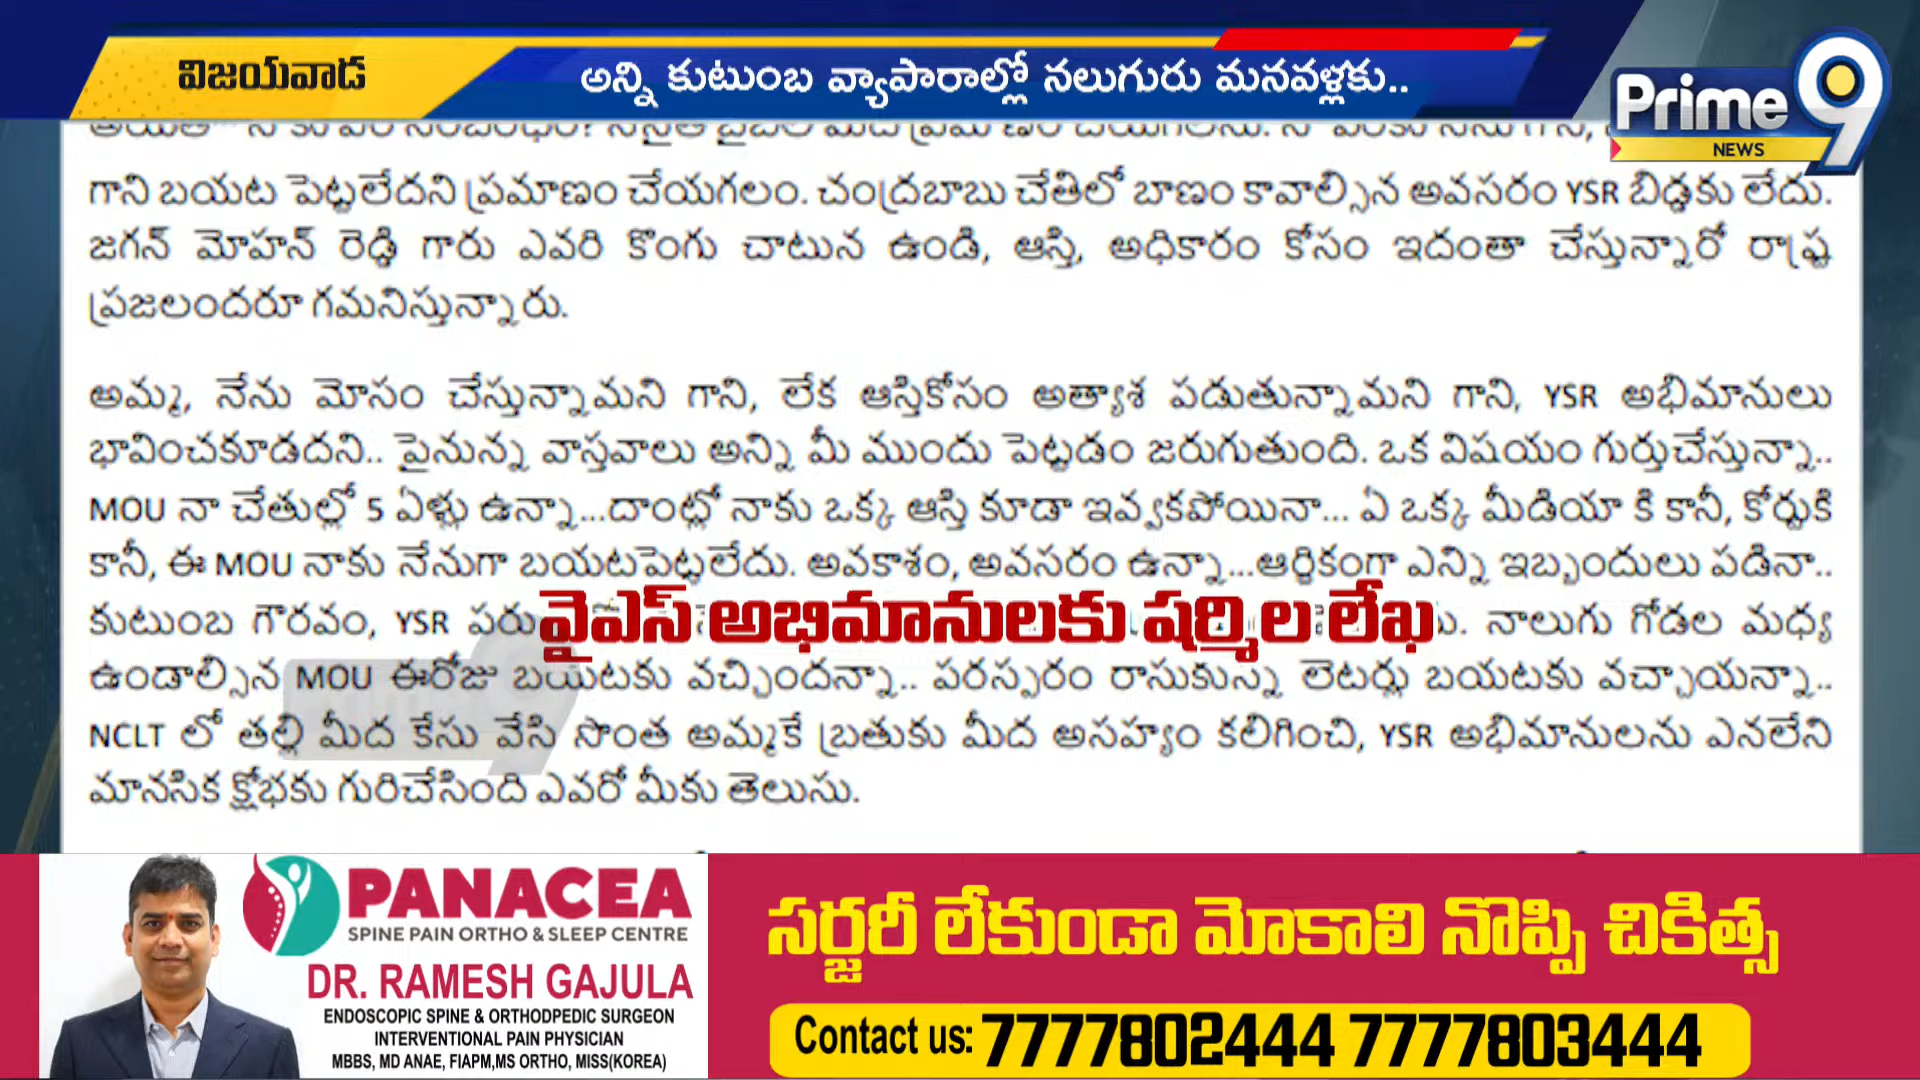 విజయ్‌వాడ
అన్ని కుటుంబ వ్యాపారాల్లో నలుగురు మనవళ్లకు..
Prime9
NEWS
గాని బయట పెట్టలేదని ప్రమాణం చేయగలం. చంద్రబాబు చేతిలో బాణం కావాల్సిన అవసరం YSR బిడ్డకు లేదు.
జగన్ మోహన్ రెడ్డి గారు ఎవరి కొంగు చాటున ఉండి, ఆస్తి, అధికారం కోసం ఇదంతా చేస్తున్నారో రాష్ట్ర
ప్రజలందరూ గమనిస్తున్నారు.
అమ్మ, నేను మోసం చేస్తున్నామని గాని, లేక ఆస్తికోసం అత్యాశ పడుతున్నామని గాని, YSR అభిమానులు
భావించకూడదని.. పైనున్న వాస్తవాలు అన్ని మీ ముందు పెట్టడం జరుగుతుంది. ఒక విషయం గుర్తుచేస్తున్నా..
MOU నా చేతుల్లో 5 ఏళ్లు ఉన్నా...దాంట్లో నాకు ఒక్క ఆస్తి కూడా ఇవ్వకపోయినా... ఏ ఒక్క మీడియా కి కానీ, కోర్టుకి
కానీ, ఈ MOU నాకు నేనుగా బయటపెట్టలేదు. అవకాశం, అవసరం ఉన్నా...ఆర్ధికంగా ఎన్ని ఇబ్బందులు పడినా..
కుటుంబ గౌరవం, YSR నాలుగు గోడల మధ్య
వైఎస్ అభిమానులకు షర్మిల లేఖ
ఉండాల్సిన MOU ఈరోజు బయటకు వచ్చిందన్నా.. పరస్పరం రాసుకున్న లెటర్లు బయటకు వచ్చాయన్నా..
NCLT లో తల్లి మీద కేసు వేసి సొంత అమ్మకే బ్రతుకు మీద అసహ్యం కలిగించి, YSR అభిమానులను ఎనలేని
మానసిక క్షోభకు గురిచేసింది ఎవరో మీకు తెలుసు.
PANACEA
SPINE PAIN ORTHO & SLEEP CENTRE
DR. RAMESH GAJULA
ENDOSCOPIC SPINE & ORTHODPEDIC SURGEON
INTERVENTIONAL PAIN PHYSICIAN
MBBS, MD ANAE, FIAPM,MS ORTHO, MISS(KOREA)
సర్జరీ లేకుండా మోకాలి నొప్పి చికిత్స
Contact us: 7777802444 7777803444